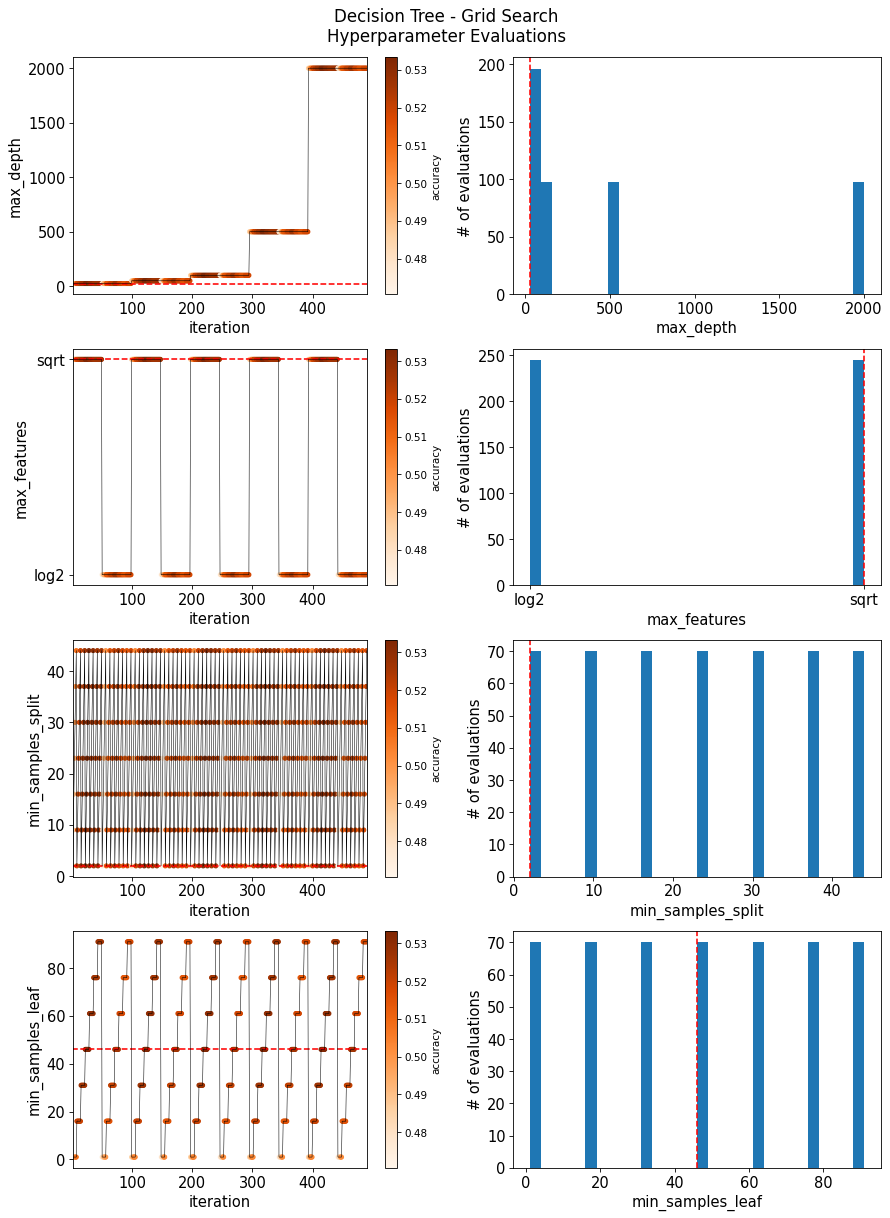 Decision Tree - Grid Search
Hyperparameter Evaluations
2000
1500
1000
500
0
max_depth
100 200 300 400
iteration
0.53
0.52
0.51
0.50
0.49
0.48
accuracy
200
150
100
50
0
# of evaluations
0 500 1000 1500 2000
max_depth
sqrt
log2
max_features
100 200 300 400
iteration
0.53
0.52
0.51
0.50
0.49
0.48
accuracy
250
200
150
100
50
0
# of evaluations
log2 sqrt
max_features
40
30
20
10
0
min_samples_split
100 200 300 400
iteration
0.53
0.52
0.51
0.50
0.49
0.48
accuracy
70
60
50
40
30
20
10
0
# of evaluations
0 10 20 30 40
min_samples_split
80
60
40
20
0
min_samples_leaf
100 200 300 400
iteration
0.53
0.52
0.51
0.50
0.49
0.48
accuracy
70
60
50
40
30
20
10
0
# of evaluations
0 20 40 60 80
min_samples_leaf